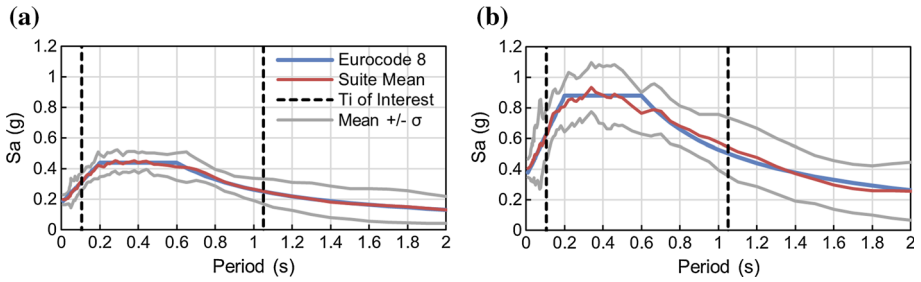 (a)
1.2
1
0.8
0.6
0.4
0.2
0
Sa (g)
0 0.2 0.4 0.6 0.8 1 1.2 1.4 1.6 1.8 2
Period (s)
Eurocode 8
Suite Mean
Ti of Interest
Mean +/- σ
(b)
1.2
1
0.8
0.6
0.4
0.2
0
Sa (g)
0 0.2 0.4 0.6 0.8 1 1.2 1.4 1.6 1.8 2
Period (s)